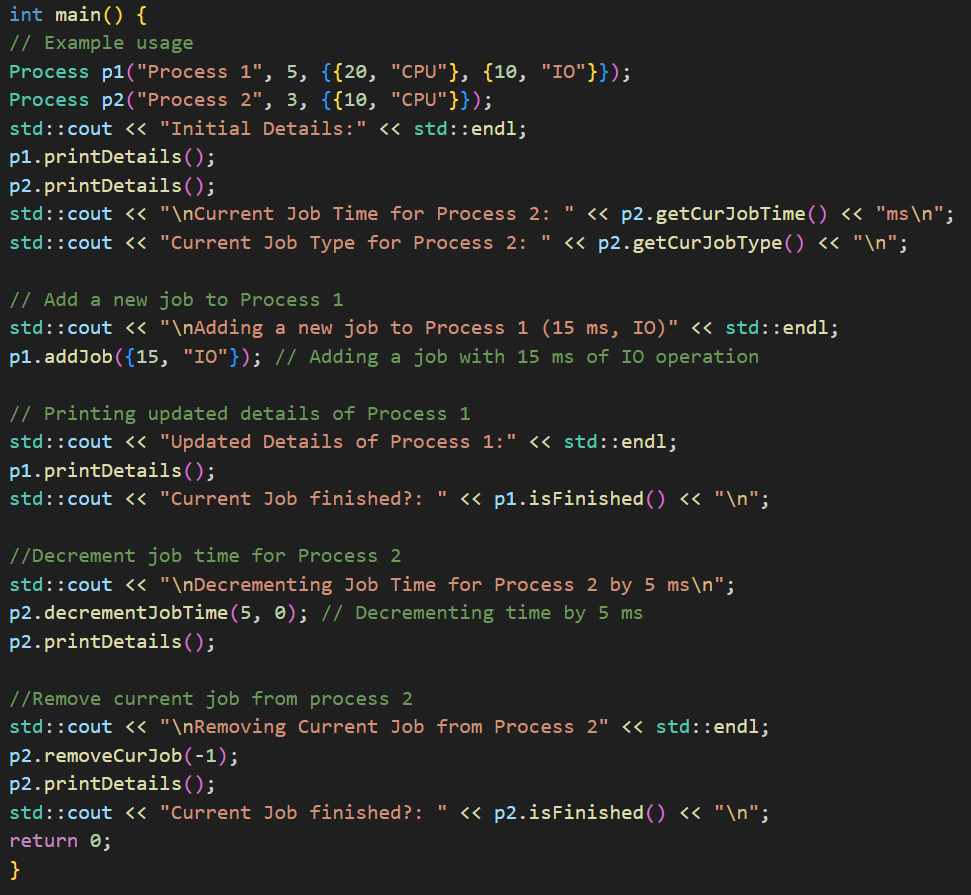 int main() {
// Example usage
Process p1("Process 1", 5, {{20, "CPU"}, {10, "IO"}});
Process p2("Process 2", 3, {{10, "CPU"}});
std::cout << "Initial Details:" << std::endl;
p1.printDetails();
p2.printDetails();
std::cout << "\nCurrent Job Time for Process 2: " << p2.getCurJobTime() << "ms\n";
std::cout << "Current Job Type for Process 2: " << p2.getCurJobType() << "\n";

// Add a new job to Process 1
std::cout << "\nAdding a new job to Process 1 (15 ms, IO)" << std::endl;
p1.addJob({15, "IO"}); // Adding a job with 15 ms of IO operation

// Printing updated details of Process 1
std::cout << "Updated Details of Process 1:" << std::endl;
p1.printDetails();
std::cout << "Current Job finished?: " << p1.isFinished() << "\n";

//Decrement job time for Process 2
std::cout << "\nDecrementing Job Time for Process 2 by 5 ms\n";
p2.decrementJobTime(5, 0); // Decrementing time by 5 ms
p2.printDetails();

//Remove current job from process 2
std::cout << "\nRemoving Current Job from Process 2" << std::endl;
p2.removeCurJob(-1);
p2.printDetails();
std::cout << "Current Job finished?: " << p2.isFinished() << "\n";
return 0;
}